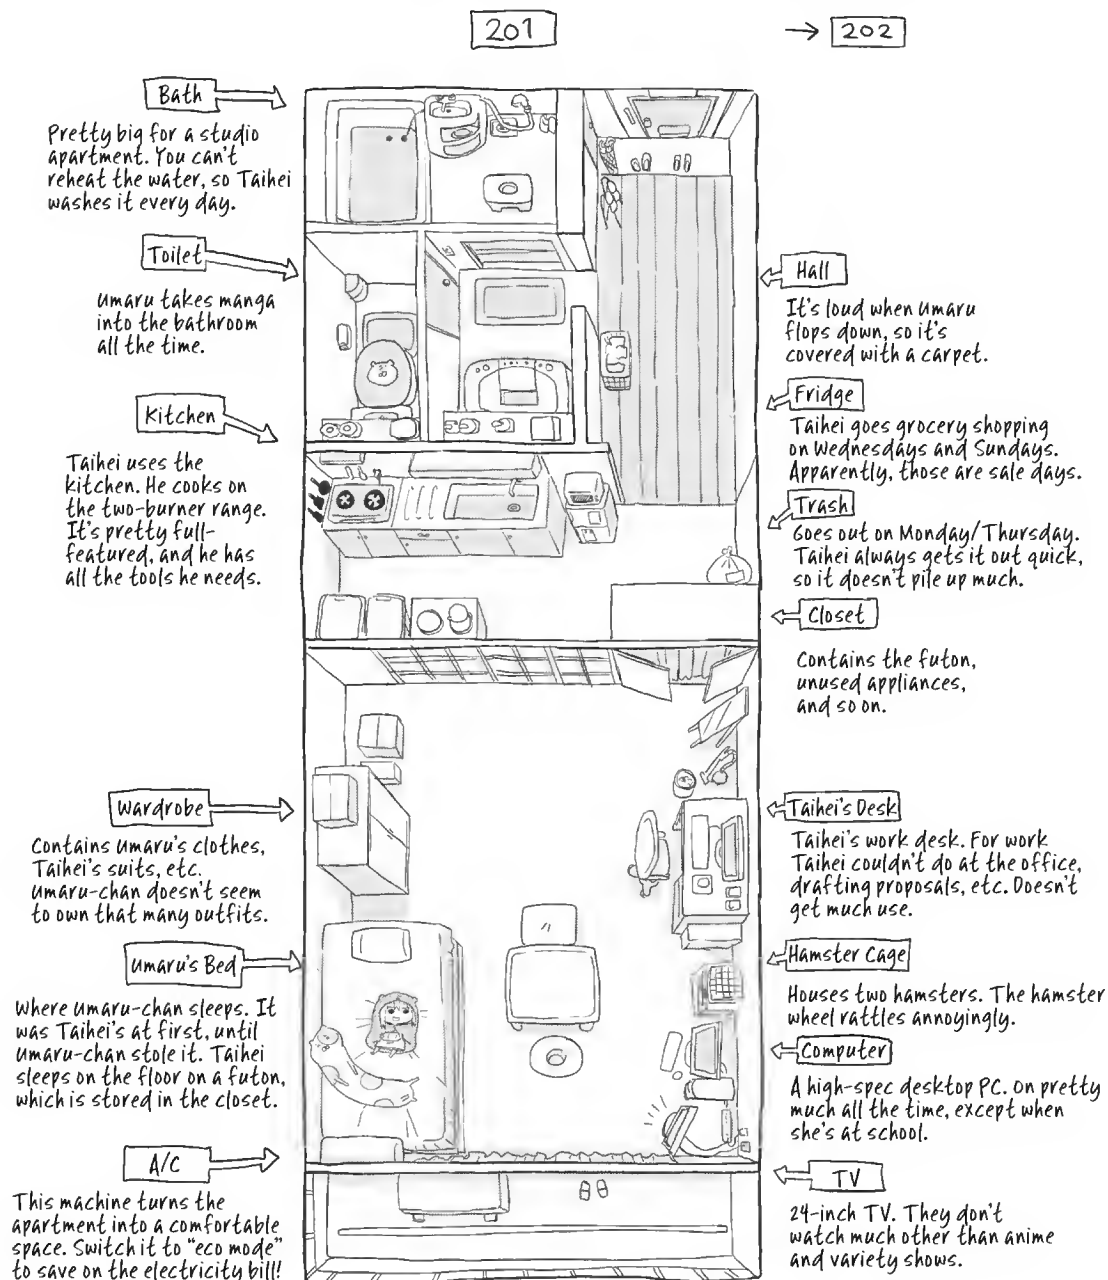 201
202
Bath
Pretty big for a studio
apartment. You can't
reheat the water, so Taihei
washes it every day.
Toilet
Umaru takes manga
into the bathroom
all the time.
Kitchen
Taihei uses the
kitchen. He cooks on
the two-burner range.
It's pretty full-
featured, and he has
all the tools he needs.
Wardrobe
Contains Umaru's clothes,
Taihei's suits, etc.
Umaru-chan doesn't seem
to own that many outfits.
Umaru's Bed
Where Umaru-chan sleeps. It
was Taihei's at first, until
Umaru-chan stole it. Taihei
sleeps on the floor on a futon,
which is stored in the closet.
A/C
This machine turns the
apartment into a comfortable
space. Switch it to "eco mode"
to save on the electricity bill!
Hall
It's loud when Umaru
flops down, so it's
covered with a carpet.
Fridge
Taihei goes grocery shopping
on Wednesdays and Sundays.
Apparently, those are sale days.
Trash
Goes out on Monday/Thursday.
Taihei always gets it out quick,
so it doesn't pile up much.
Closet
Contains the futon,
unused appliances,
and so on.
Taihei's Desk
Taihei's work desk. For work
Taihei couldn't do at the office,
drafting proposals, etc. Doesn't
get much use.
Hamster Cage
Houses two hamsters. The hamster
wheel rattles annoyingly.
Computer
A high-spec desktop PC. On pretty
much all the time, except when
she's at school.
TV
24-inch TV. They don't
watch much other than anime
and variety shows.